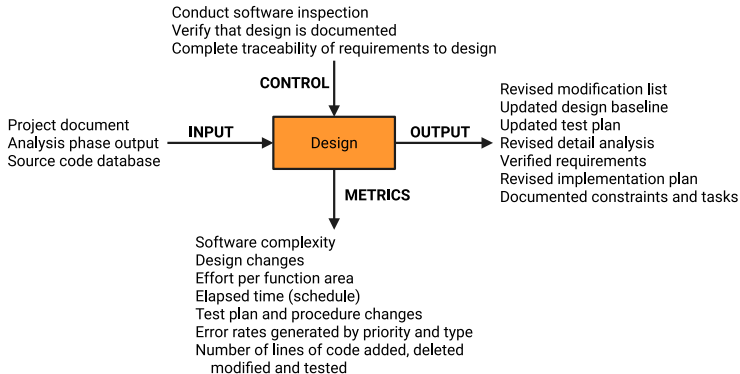 Conduct software inspection
Verify that design is documented
Complete traceability of requirements to design
CONTROL
Project document
Analysis phase output
Source code database
INPUT
Design
OUTPUT
Revised modification list
Updated design baseline
Updated test plan
Revised detail analysis
Verified requirements
Revised implementation plan
Documented constraints and tasks
METRICS
Software complexity
Design changes
Effort per function area
Elapsed time (schedule)
Test plan and procedure changes
Error rates generated by priority and type
Number of lines of code added, deleted
modified and tested